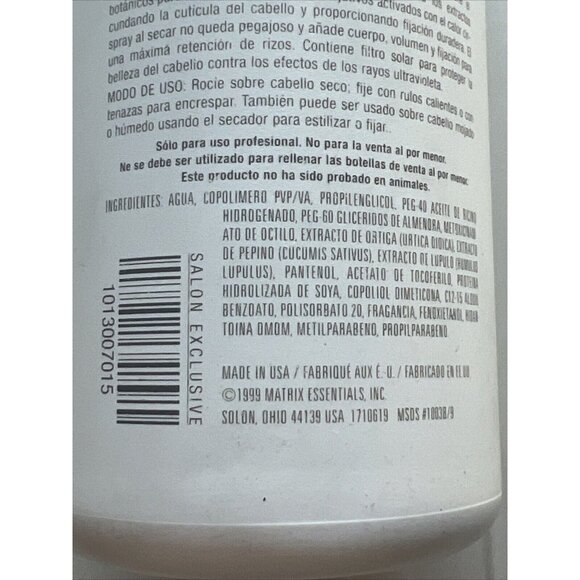 botánicos
activados con el calor
extractos
cundando la cutícula del cabello y proporcionando fijación duradera. El
spray al secar no queda pegajoso y añade cuerpo, volumen y fijación para
una máximá retención de rizos. Contiene filtro solar para proteger la
belleza del cabello contra los efectos de los rayos ultravioleta.
MODO DE USO: Rocíe sobre cabello seco; fije con rulos calientes o con
tenazas para encrespar. También puede ser usado sobre cabello mojado
o húmedo usando el secador para estilizar o fijar.
Sólo para uso profesional. No para la venta al por menor.
Ne se debe ser utilizado para rellenar las botellas de venta al por menor.
Este producto no ha sido probado en animales.
INGREDIENTES: AGUA, COPOLIMERO PVP/VA, PROPILENGLICOL, PEG-40 ACEITE DE RICINO
HIDROGENADO, PEG-60 GLICERIDOS DE ALMENDRA, METOXICINAM
ATO DE OCTILO, EXTRACTO DE ORTIGA (URTICA DIOICA), EXTRACTO
DE PEPINO (CUCUMIS SATIVUS), EXTRACTO DE LUPULO (HUMULUS
LUPULUS), PANTENOL, ACETATO DE TOCOFERILO, PROTEINA
HIDROLIZADA DE SOYA, COPOLIOL DIMETICONA, C12-15 ALCOHOL
BENZOATO, POLISORBATO 20, FRAGANCIA, FENOXIETANOL, HIDAN
TOINA DMDM, METILPARABENO, PROPILPARABENO.
SALON EXCLUSIVE
1013007015
MADE IN USA / FABRIQUÉ AUX É.-U. / FABRICADO EN EE.UU.
©1999 MATRIX ESSENTIALS, INC.
SOLON, OHIO 44139 USA 1710619 MSDS #1003B/9